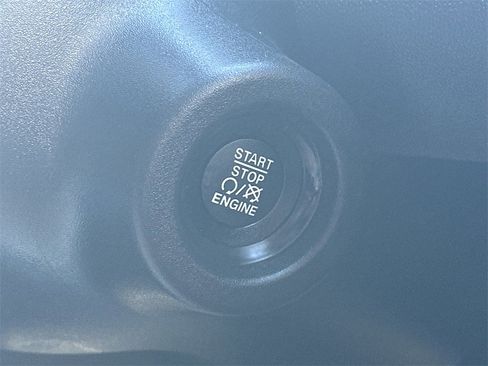 START
STOP
/
ENGINE